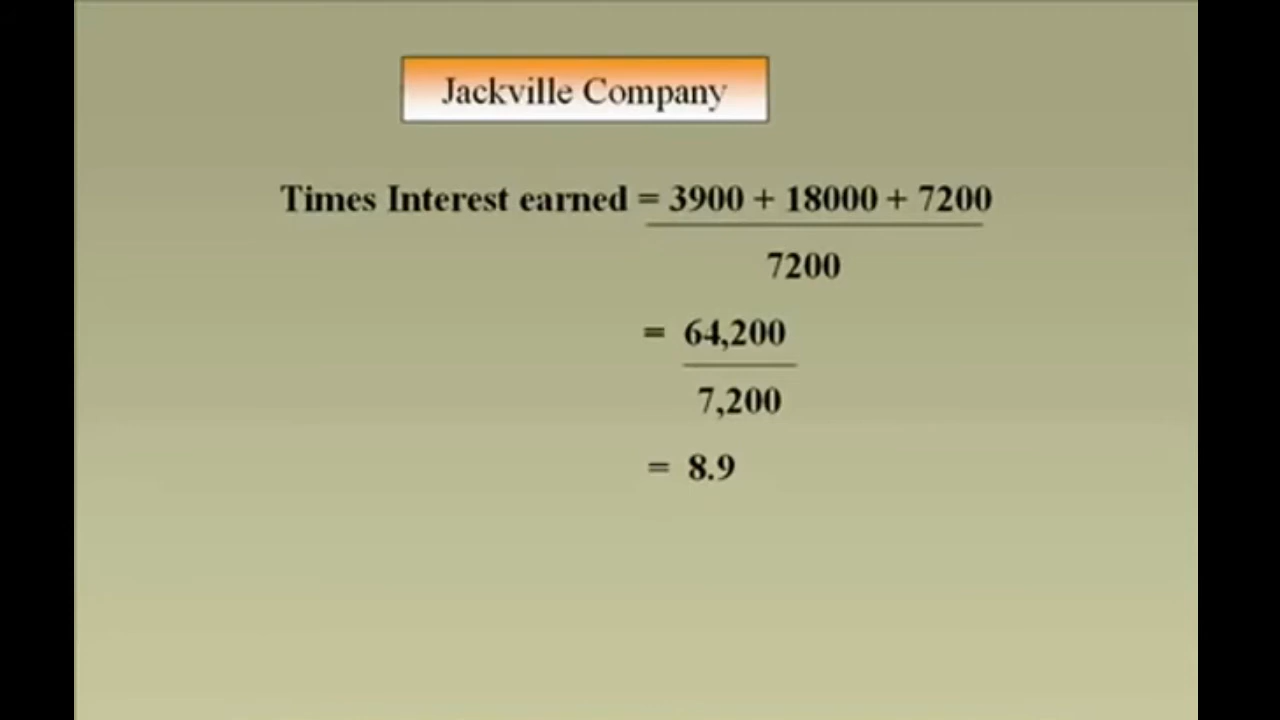 Jackville Company
Times Interest earned = 3900 + 18000 + 7200
7200
= 64,200
7,200
= 8.9